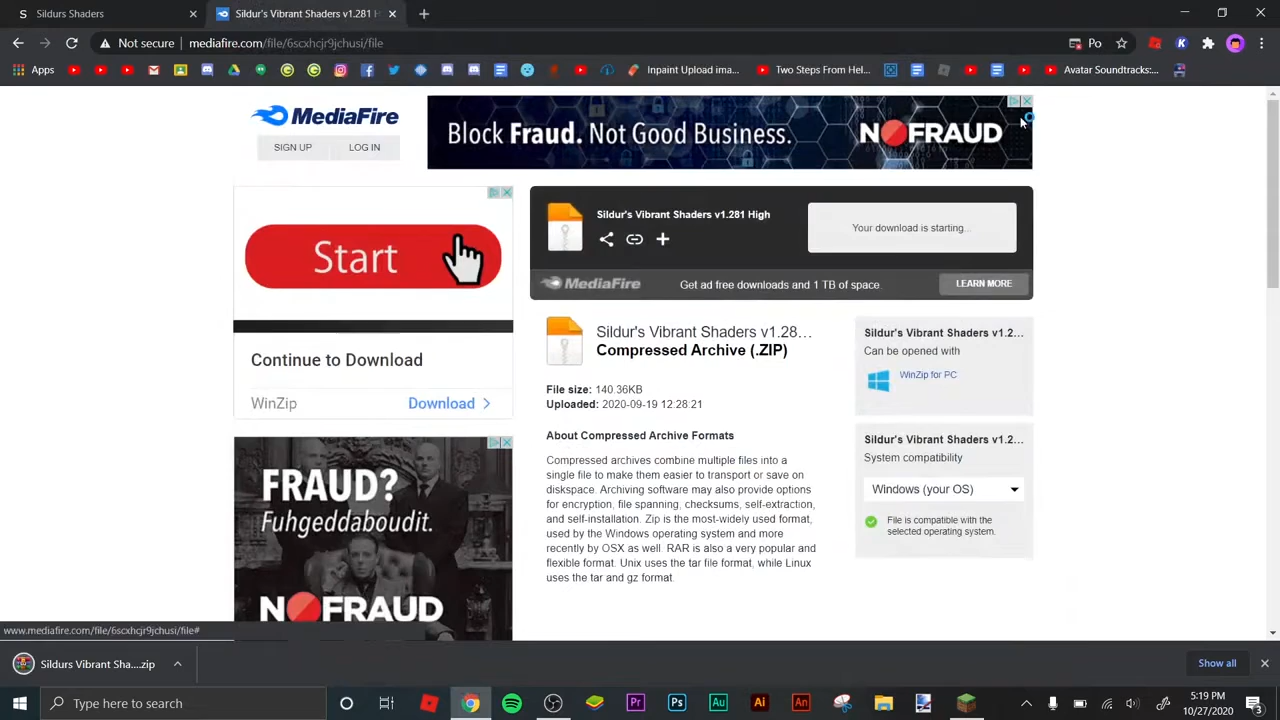 Sildurs Shaders
Sildur's Vibrant Shaders v1.281 H
Not secure
mediafire.com/file/6scxhcjr9jchusi/file
Po
Apps
Inpaint Upload ima...
Two Steps From Hel...
Avatar Soundtracks:...
MediaFire
SIGN UP
LOG IN
Block Fraud. Not Good Business.
NOFRAUD
Start
Continue to Download
WinZip
Download
FRAUD?
Fuhgeddaboudit.
NOFRAUD
Sildur's Vibrant Shaders v1.281 High
Your download is starting...
MediaFire
Get ad free downloads and 1 TB of space.
LEARN MORE
Sildur's Vibrant Shaders v1.28...
Compressed Archive (.ZIP)
File size: 140.36KB
Uploaded: 2020-09-19 12:28:21
About Compressed Archive Formats
Compressed archives combine multiple files into a
single file to make them easier to transport or save on
diskspace. Archiving software may also provide options
for encryption, file spanning, checksums, self-extraction,
and self-installation. Zip is the most-widely used format,
used by the Windows operating system and more
recently by OSX as well. RAR is also a very popular and
flexible format. Unix uses the tar file format, while Linux
uses the tar and gz format.
Sildur's Vibrant Shaders v1.2...
Can be opened with
WinZip for PC
Sildur's Vibrant Shaders v1.2...
System compatibility
Windows (your OS)
File is compatible with the
selected operating system.
www.mediafire.com/file/6scxhcjr9jchusi/file#
Sildurs Vibrant Sha....zip
Show all
Type here to search
Pr
Ps
Au
Ai
An
5:19 PM
10/27/2020
3